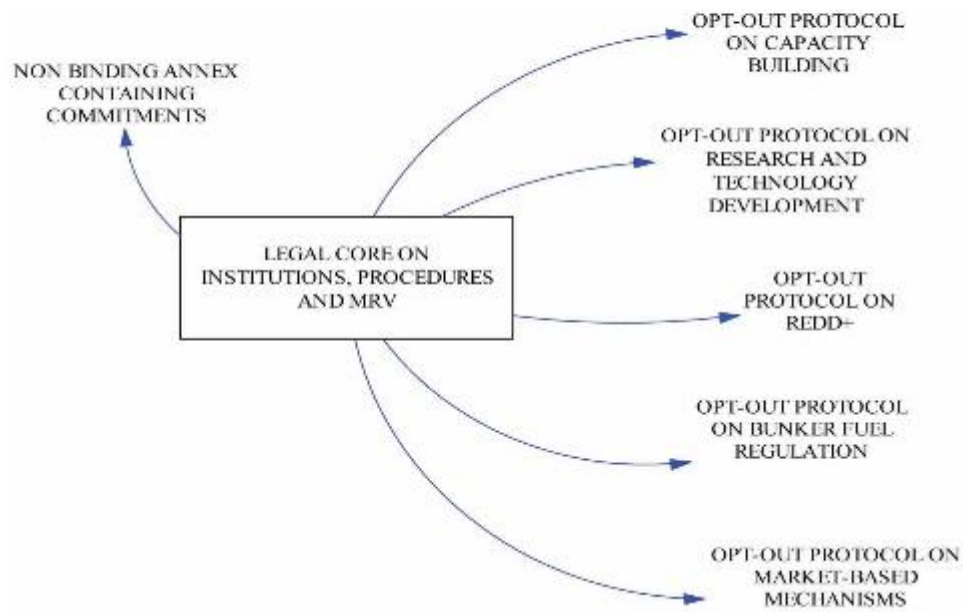 NON BINDING ANNEX
CONTAINING
COMMITMENTS
LEGAL CORE ON
INSTITUTIONS, PROCEDURES
AND MRV
OPT-OUT PROTOCOL
ON CAPACITY
BUILDING
OPT-OUT PROTOCOL ON
RESEARCH AND
TECHNOLOGY
DEVELOPMENT
OPT-OUT
PROTOCOL ON
REDD+
OPT-OUT PROTOCOL
ON BUNKER FUEL
REGULATION
OPT-OUT PROTOCOL ON
MARKET-BASED
MECHANISMS